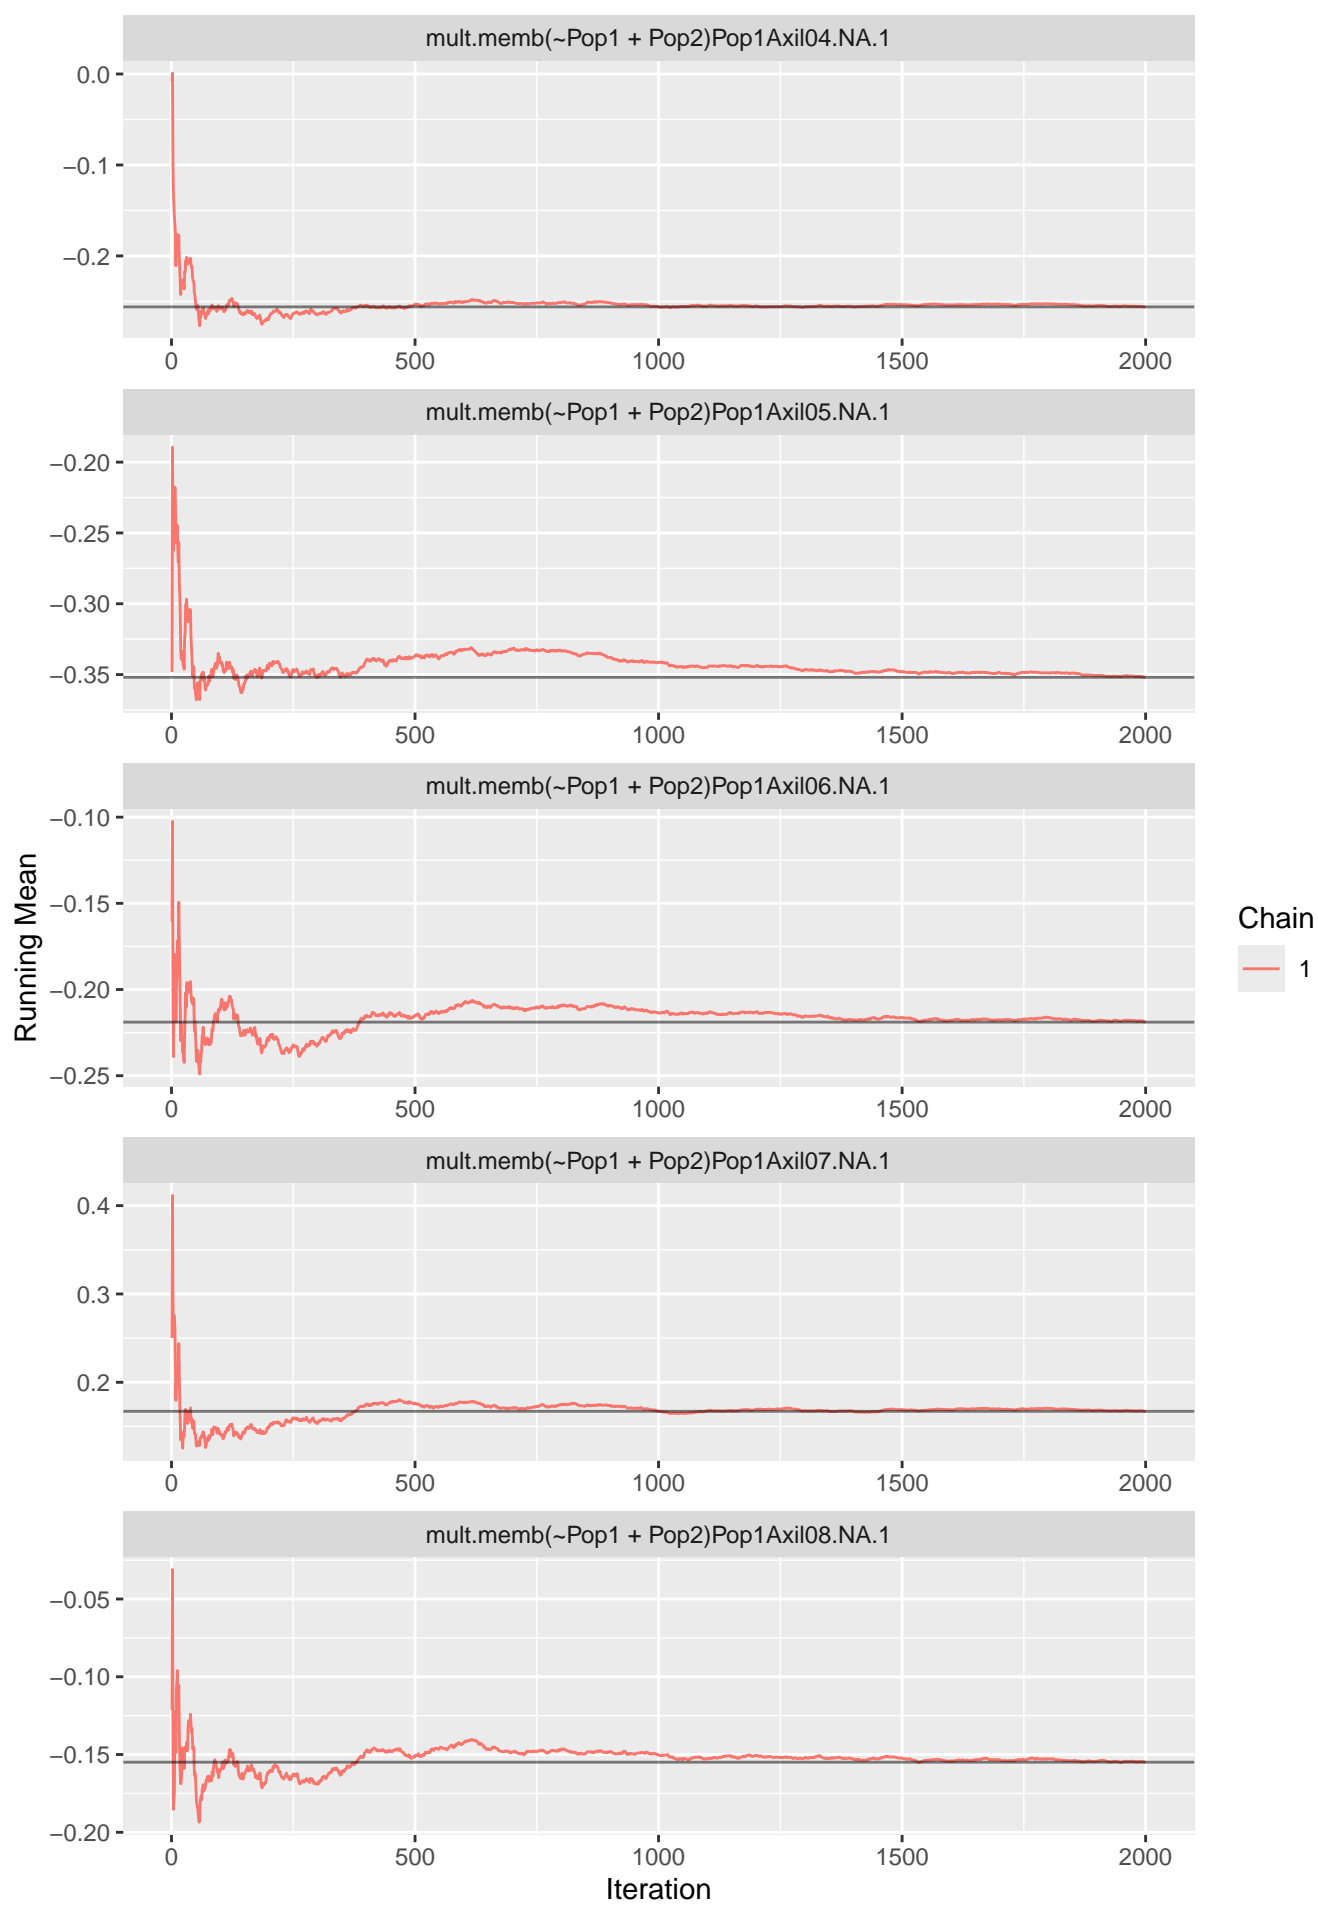 mult.memb(~Pop1 + Pop2)Pop1Axil04.NA.1
0.0
−0.1
−0.2
0 500 1000 1500 2000
mult.memb(~Pop1 + Pop2)Pop1Axil05.NA.1
−0.20
−0.25
−0.30
−0.35
0 500 1000 1500 2000
mult.memb(~Pop1 + Pop2)Pop1Axil06.NA.1
−0.10
−0.15
−0.20
−0.25
0 500 1000 1500 2000
mult.memb(~Pop1 + Pop2)Pop1Axil07.NA.1
0.4
0.3
0.2
0 500 1000 1500 2000
mult.memb(~Pop1 + Pop2)Pop1Axil08.NA.1
−0.05
−0.10
−0.15
−0.20
0 500 1000 1500 2000
Iteration
Running Mean
Chain
1